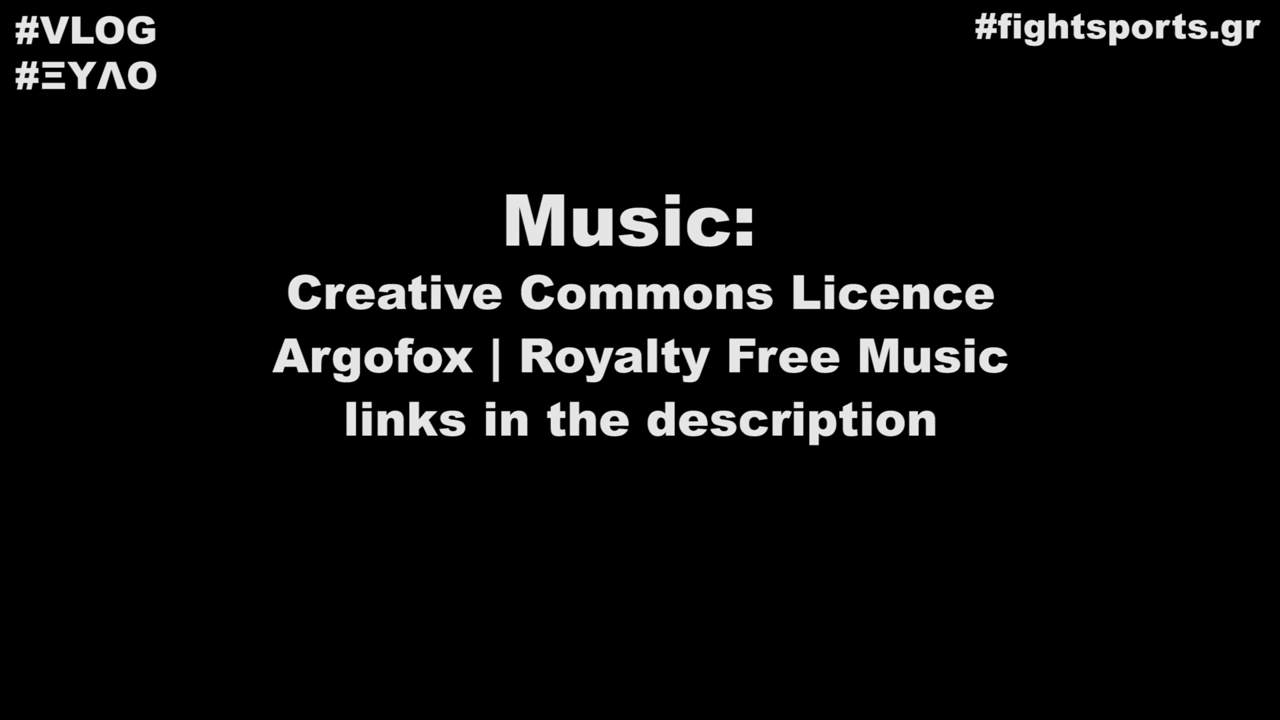 #VLOG
#ΞΥΛΟ
#fightsports.gr
Music:
Creative Commons Licence
Argofox | Royalty Free Music
links in the description